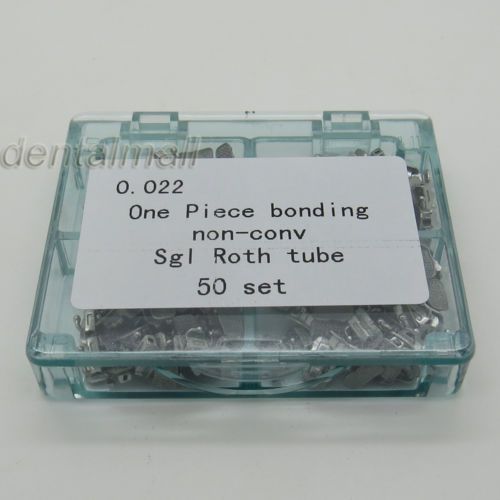 dentalmall
0.022
One Piece bonding
non-conv
Sgl Roth tube
50 set